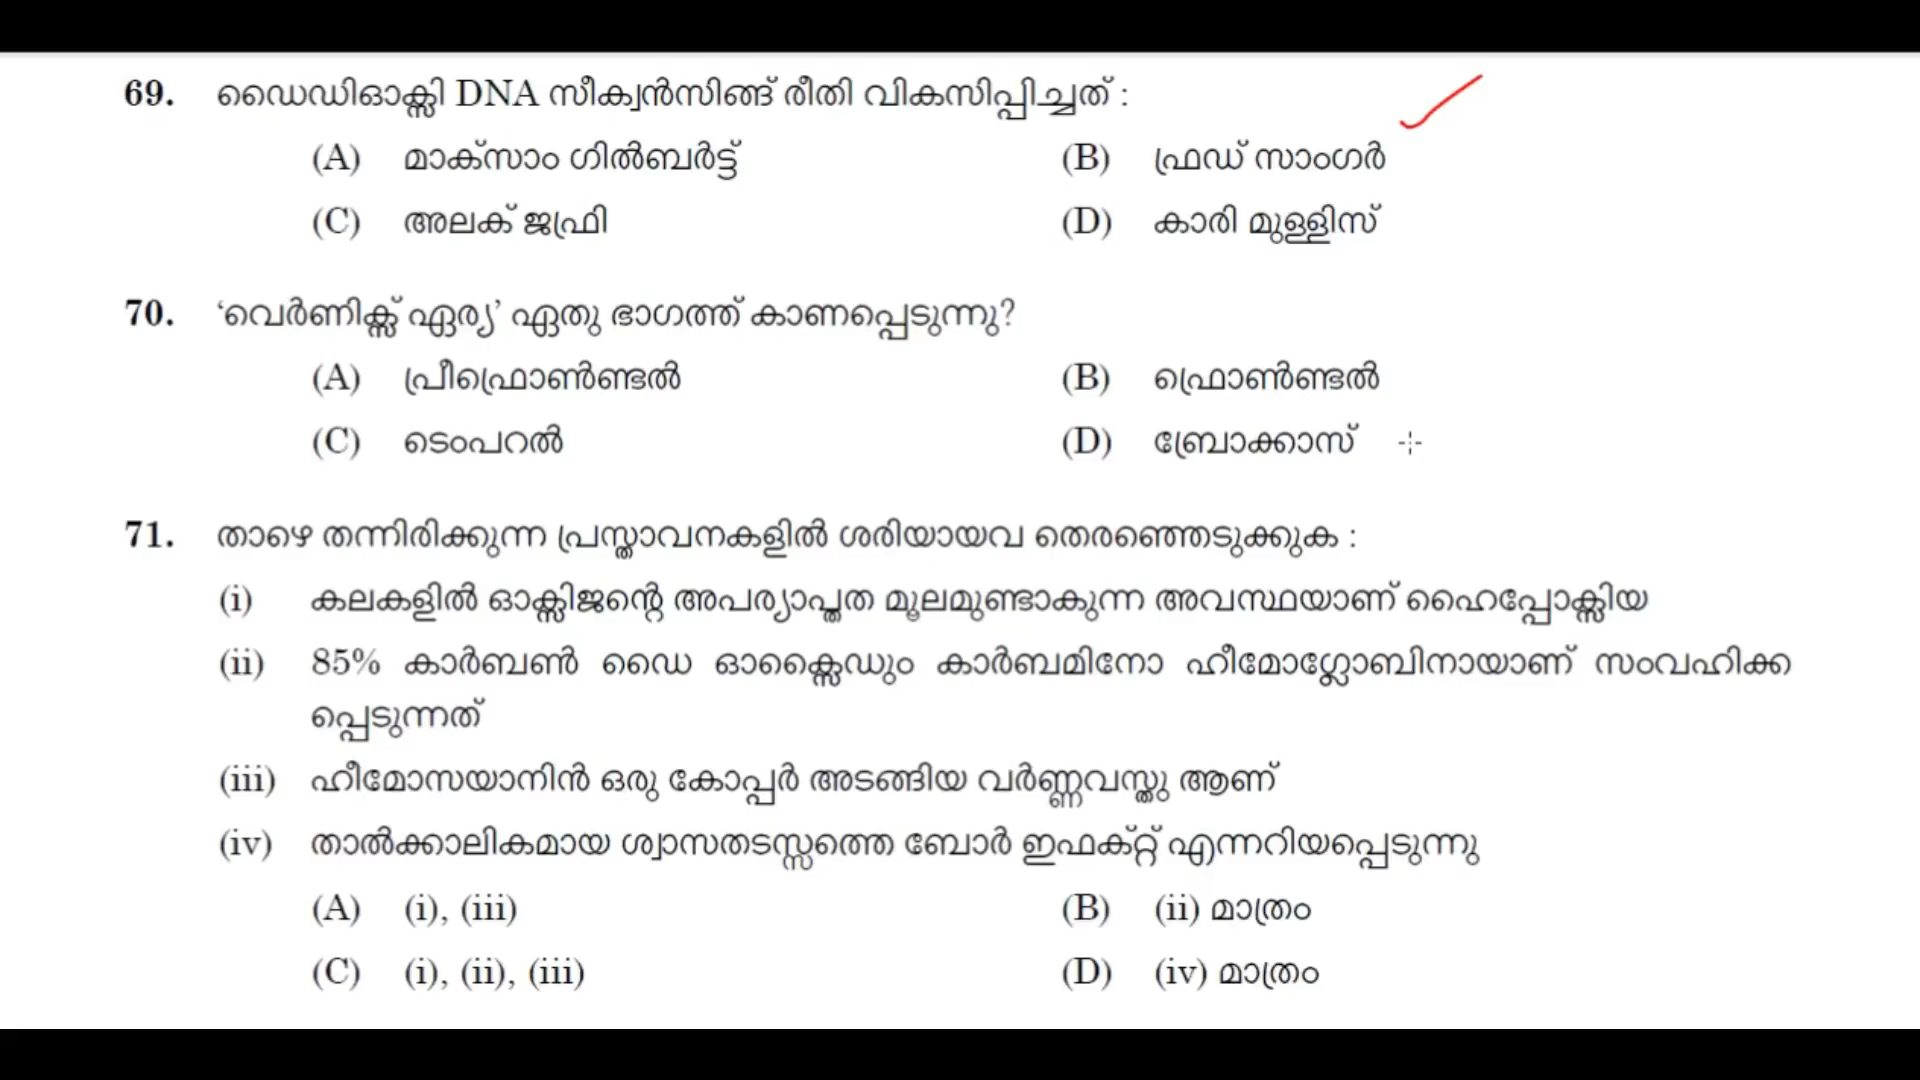 69. ഡൈഡിഓക്സി DNA സീക്വൻസിങ്ങ് രീതി വികസിപ്പിച്ചത് :
(A) മാക്സാം ഗിൽബർട്ട് (B) ഫ്രഡ് സാംഗർ
(C) അലക് ജഫ്രി (D) കാരി മുള്ളിസ്
70. ‘വെർണിക്സ് ഏര്യ’ ഏതു ഭാഗത്ത് കാണപ്പെടുന്നു?
(A) പ്രീഫ്രൊൺണ്ടൽ (B) ഫ്രൊൺണ്ടൽ
(C) ടെംപറൽ (D) ബ്രോക്കാസ്
71. താഴെ തന്നിരിക്കുന്ന പ്രസ്താവനകളിൽ ശരിയായവ തെരഞ്ഞെടുക്കുക :
(i) കലകളിൽ ഓക്സിജന്റെ അപര്യാപ്തത മൂലമുണ്ടാകുന്ന അവസ്ഥയാണ് ഹൈപ്പോക്സിയ
(ii) 85% കാർബൺ ഡൈ ഓക്സൈഡും കാർബമിനോ ഹീമോഗ്ലോബിനായാണ് സംവഹിക്ക
പ്പെടുന്നത്
(iii) ഹീമോസയാനിൻ ഒരു കോപ്പർ അടങ്ങിയ വർണ്ണവസ്തു ആണ്
(iv) താൽക്കാലികമായ ശ്വാസതടസ്സത്തെ ബോർ ഇഫക്റ്റ് എന്നറിയപ്പെടുന്നു
(A) (i), (iii) (B) (ii) മാത്രം
(C) (i), (ii), (iii) (D) (iv) മാത്രം